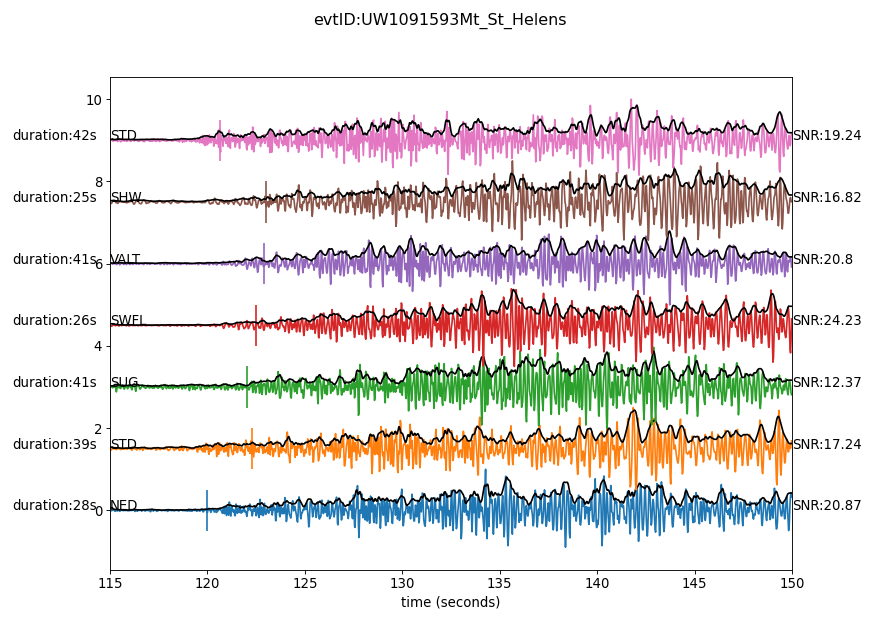 evtID:UW1091593Mt_St_Helens
10
duration:42s STD SNR:19.24
8
duration:25s SHW SNR:16.82
duration:41s VALT SNR:20.8
6
duration:26s SWFL SNR:24.23
4
duration:41s SUG SNR:12.37
2
duration:39s STD SNR:17.24
duration:28s NED SNR:20.87
0
115 120 125 130 135 140 145 150
time (seconds)